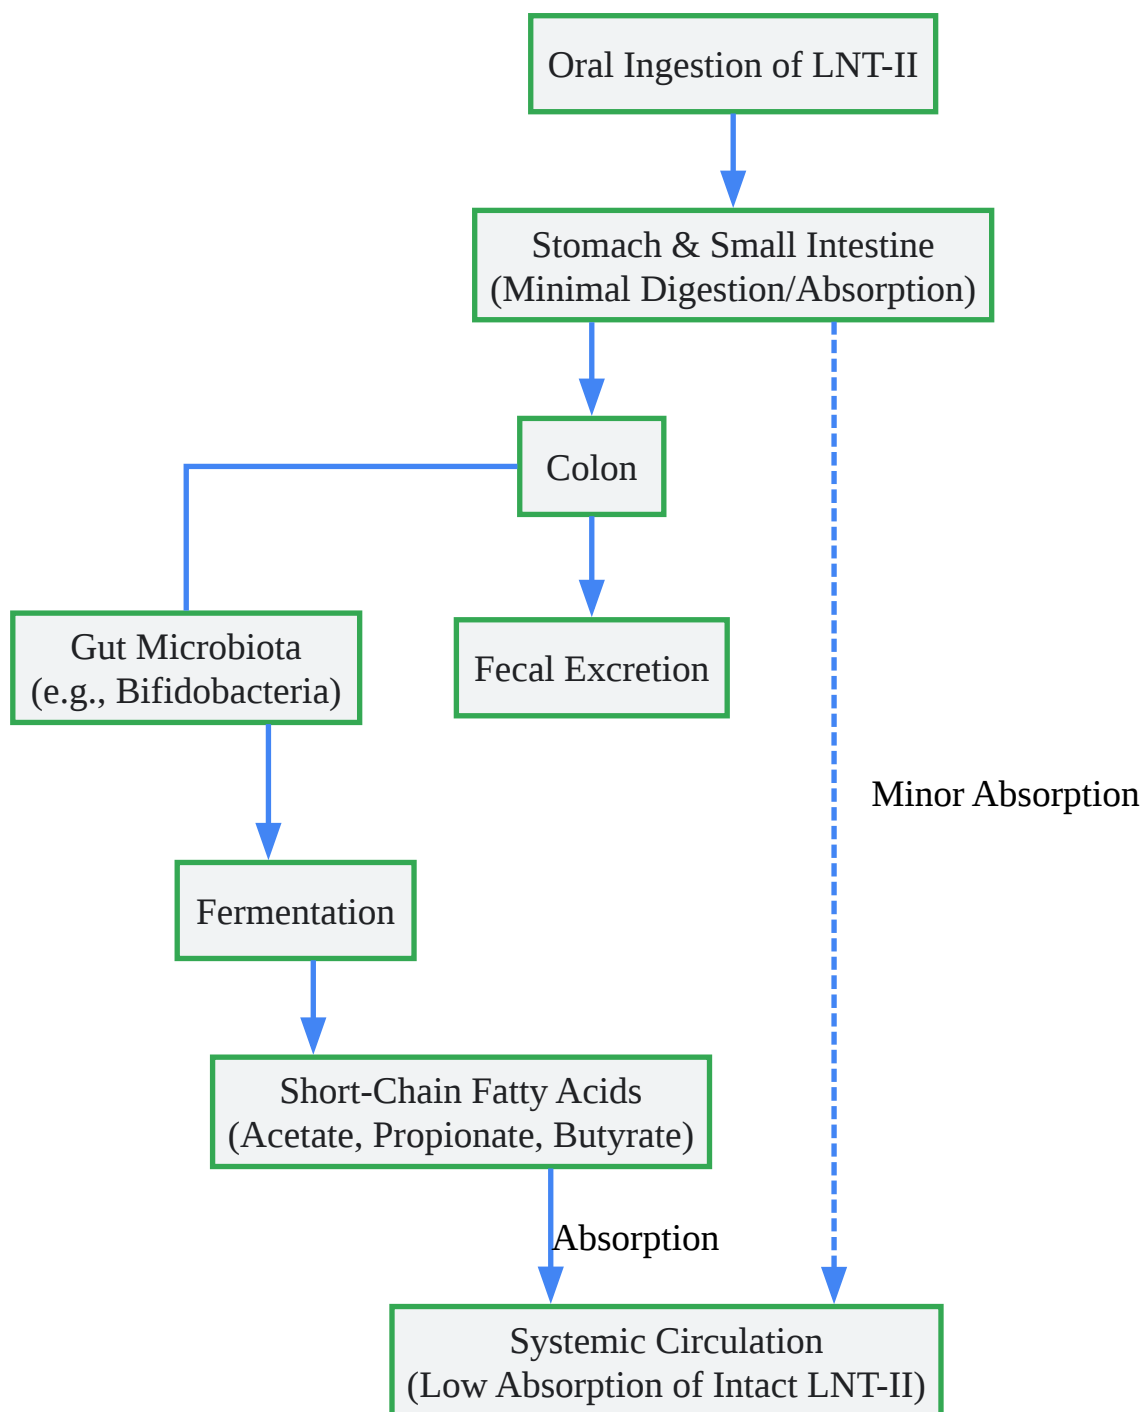 Oral Ingestion of LNT-II
Stomach & Small Intestine
(Minimal Digestion/Absorption)
Colon
Gut Microbiota
(e.g., Bifidobacteria)
Fecal Excretion
Minor Absorption
Fermentation
Short-Chain Fatty Acids
(Acetate, Propionate, Butyrate)
Absorption
Systemic Circulation
(Low Absorption of Intact LNT-II)